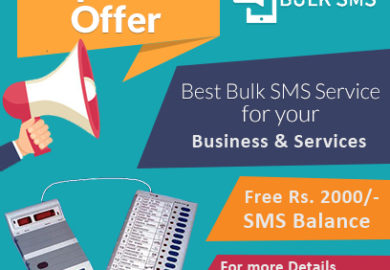 Offer
BULK SMS
Best Bulk SMS Service
for your
Business & Services
Free Rs. 2000/-
SMS Balance
For more Details